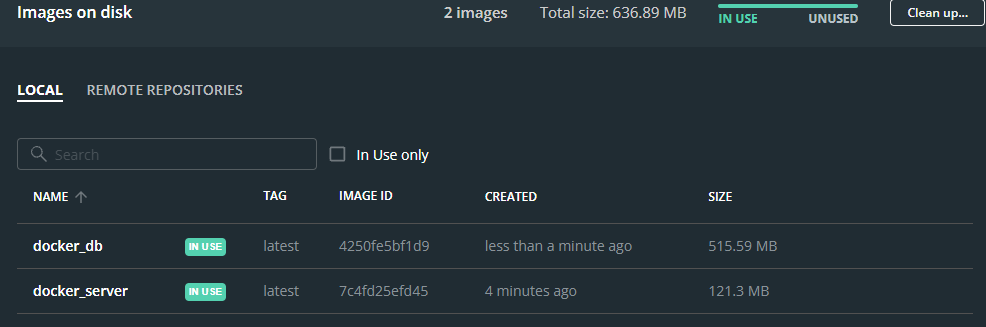 Images on disk 2 images Total size: 636.89 MB IN USE UNUSED Clean up...
LOCAL REMOTE REPOSITORIES
Search In Use only
NAME TAG IMAGE ID CREATED SIZE
docker_db IN USE latest 4250fe5bf1d9 less than a minute ago 515.59 MB
docker_server IN USE latest 7c4fd25efd45 4 minutes ago 121.3 MB